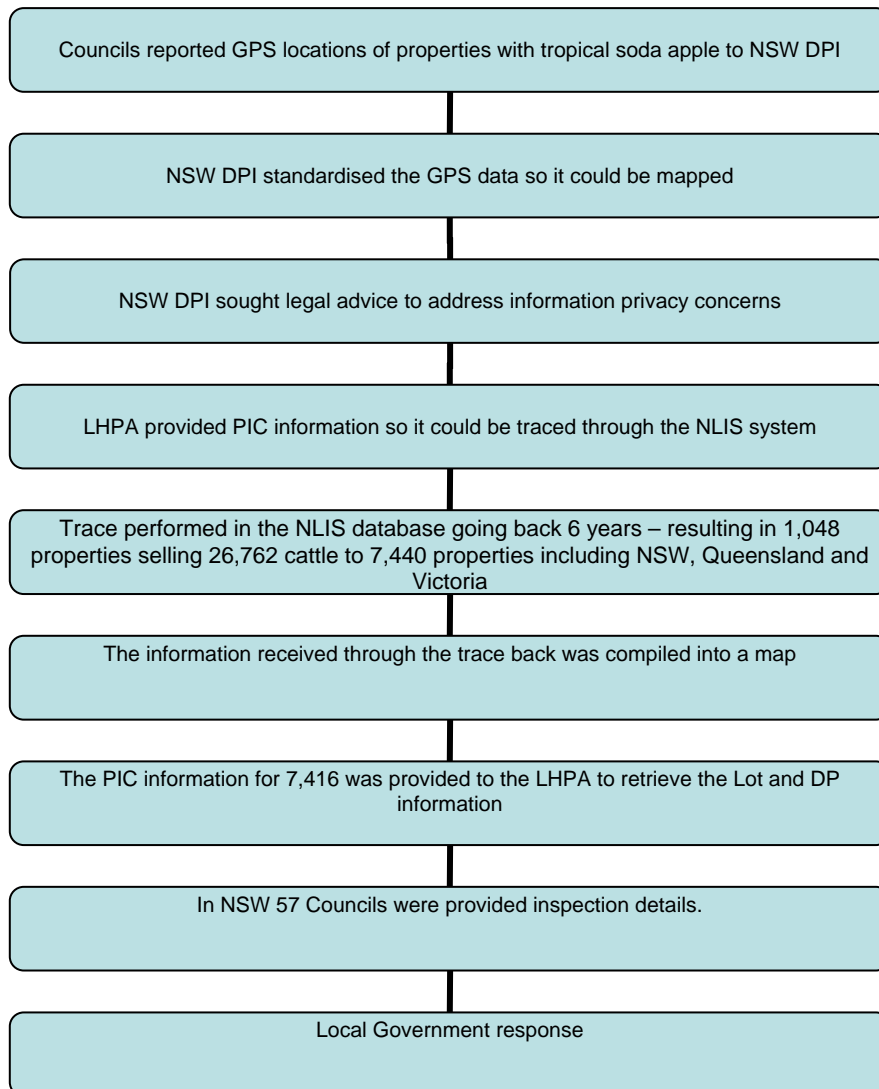 Councils reported GPS locations of properties with tropical soda apple to NSW DPI
NSW DPI standardised the GPS data so it could be mapped
NSW DPI sought legal advice to address information privacy concerns
LHPA provided PIC information so it could be traced through the NLIS system
Trace performed in the NLIS database going back 6 years – resulting in 1,048
properties selling 26,762 cattle to 7,440 properties including NSW, Queensland and
Victoria
The information received through the trace back was compiled into a map
The PIC information for 7,416 was provided to the LHPA to retrieve the Lot and DP
information
In NSW 57 Councils were provided inspection details.
Local Government response